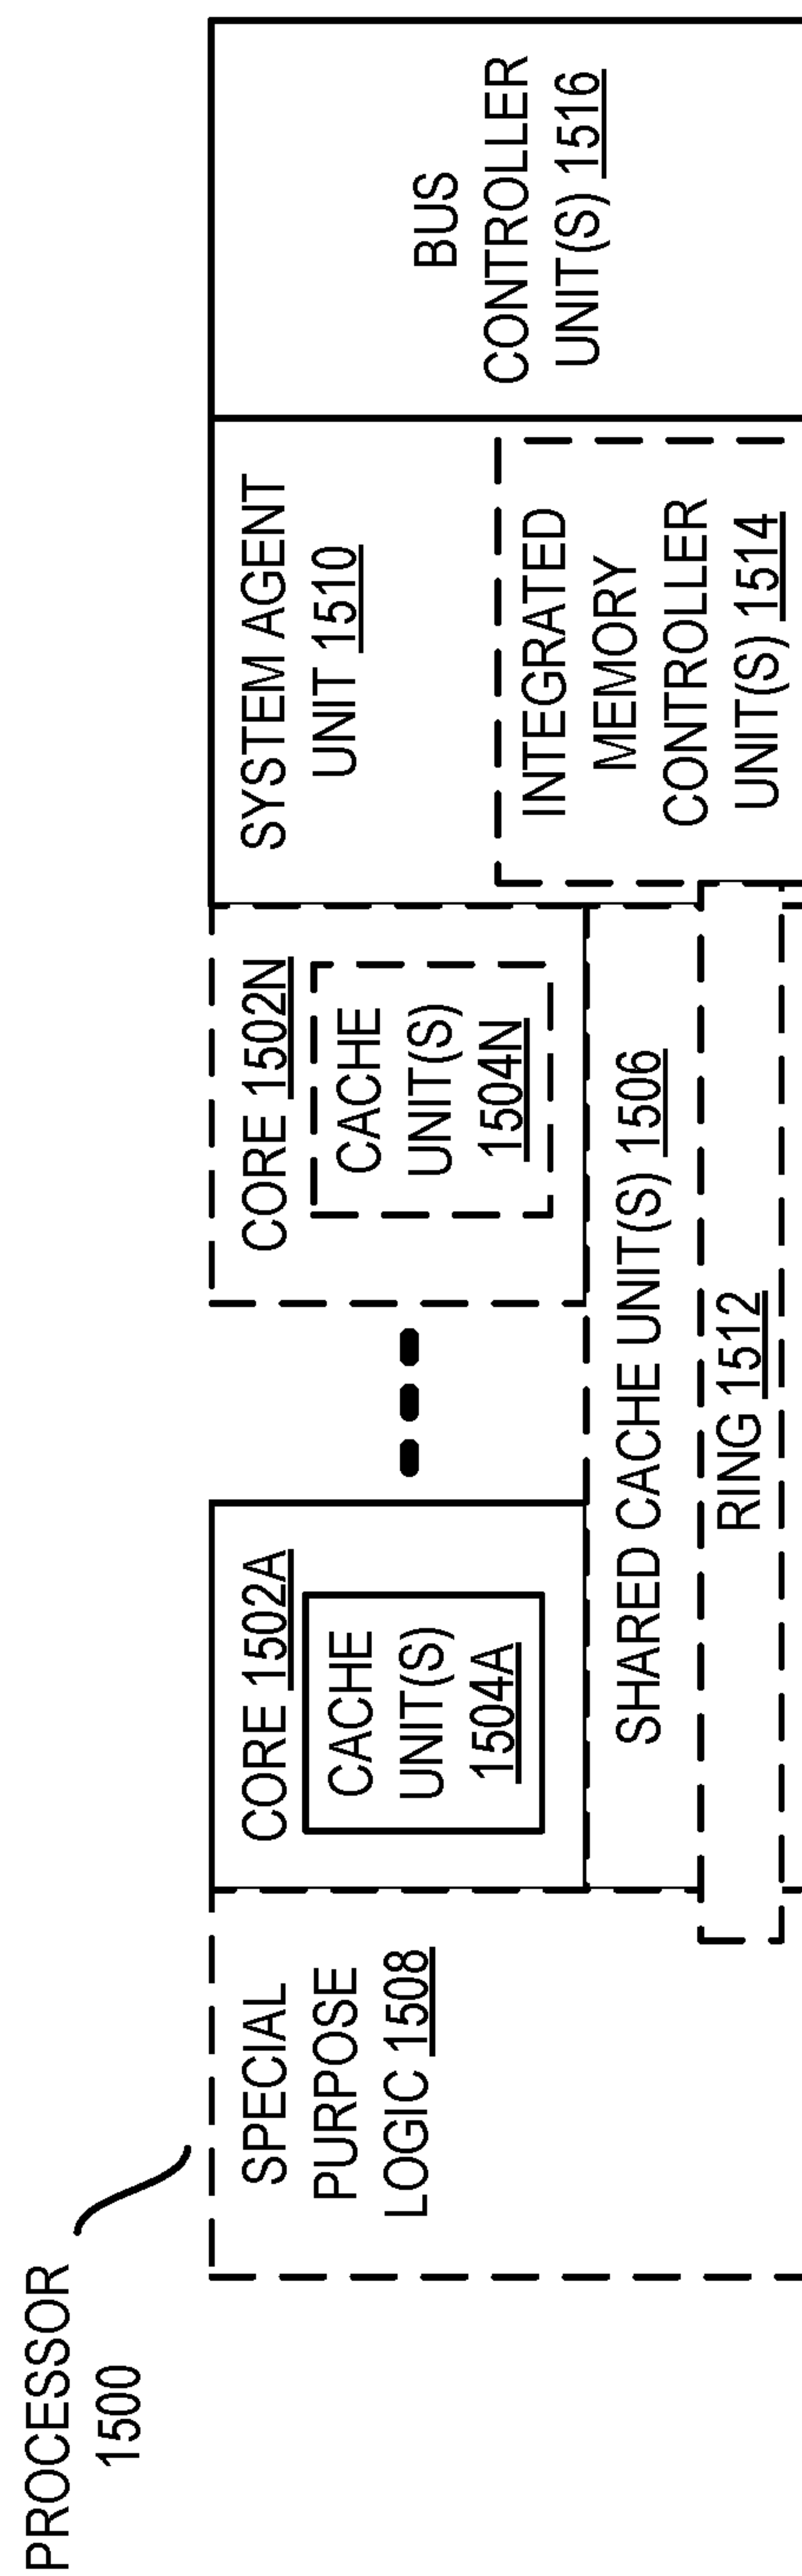 PROCESSOR
1500
SPECIAL
PURPOSE
LOGIC 1508
CORE 1502A
CACHE
UNIT(S)
1504A
CORE 1502N
CACHE
UNIT(S)
1504N
SHARED CACHE UNIT(S) 1506
RING 1512
SYSTEM AGENT
UNIT 1510
INTEGRATED
MEMORY
CONTROLLER
UNIT(S) 1514
BUS
CONTROLLER
UNIT(S) 1516